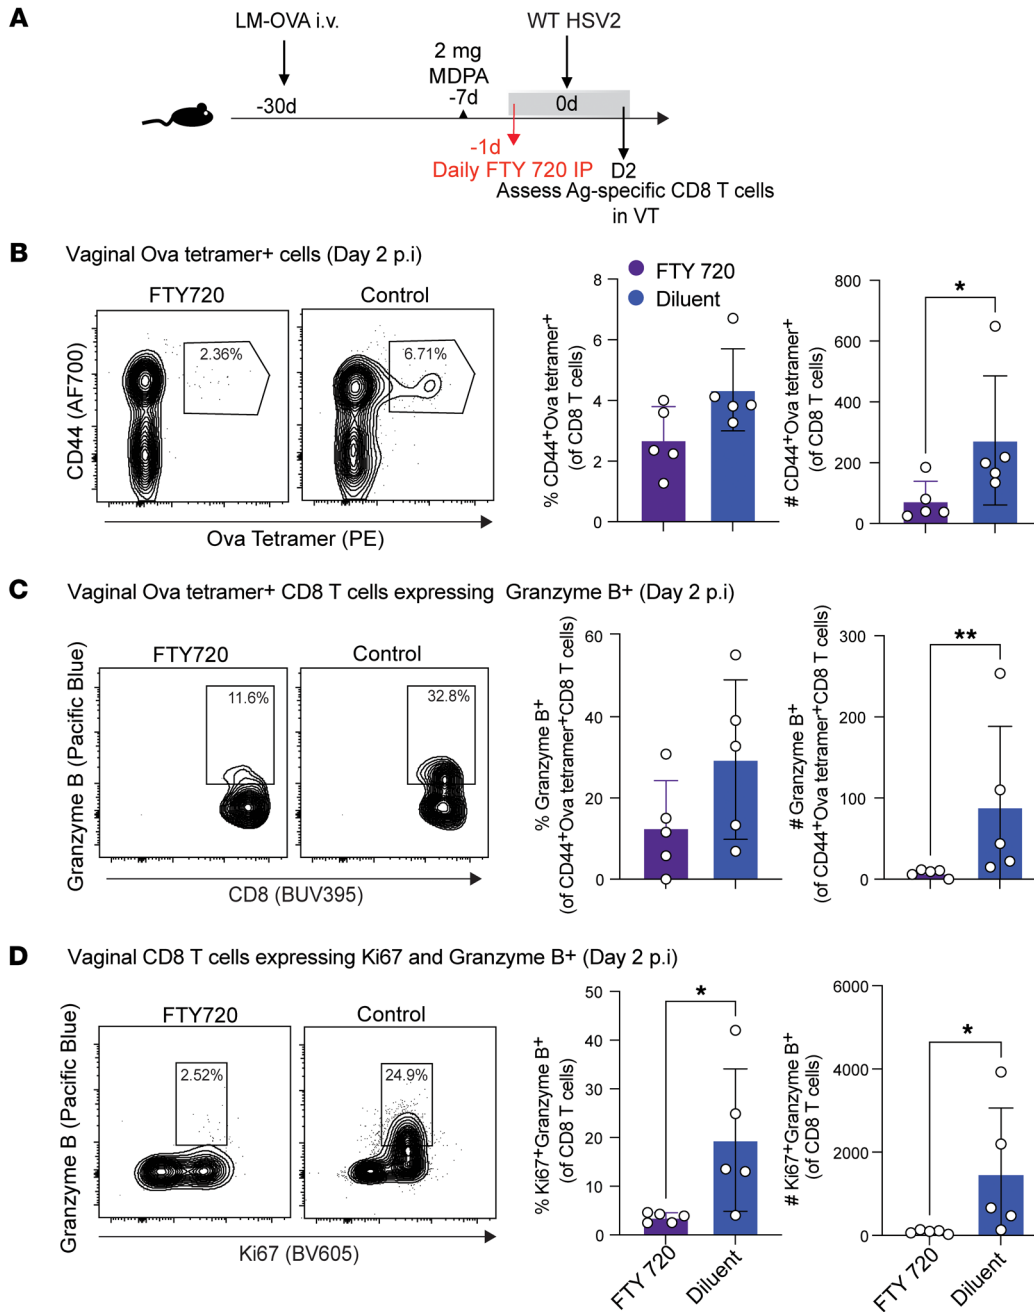 A
LM-OVA i.v.
WT HSV2
2 mg
MDPA
-30d
-7d
0d
-1d
Daily FTY 720 IP
D2
Assess Ag-specific CD8 T cells
in VT
B
Vaginal Ova tetramer+ cells (Day 2 p.i)
FTY720
Control
2.36%
6.71%
CD44 (AF700)
Ova Tetramer (PE)
FTY 720
Diluent
% CD44+Ova tetramer+
(of CD8 T cells)
8
6
4
2
0
# CD44+Ova tetramer+
(of CD8 T cells)
800
600
400
200
0
*
C
Vaginal Ova tetramer+ CD8 T cells expressing Granzyme B+ (Day 2 p.i)
FTY720
Control
11.6%
32.8%
Granzyme B (Pacific Blue)
CD8 (BUV395)
% Granzyme B+
(of CD44+Ova tetramer+CD8 T cells)
60
40
20
0
# Granzyme B+
(of CD44+Ova tetramer+CD8 T cells)
300
200
100
0
**
D
Vaginal CD8 T cells expressing Ki67 and Granzyme B+ (Day 2 p.i)
FTY720
Control
2.52%
24.9%
Granzyme B (Pacific Blue)
Ki67 (BV605)
% Ki67+Granzyme B+
(of CD8 T cells)
50
40
30
20
10
0
*
FTY 720
Diluent
# Ki67+Granzyme B+
(of CD8 T cells)
6000
4000
2000
0
*
FTY 720
Diluent